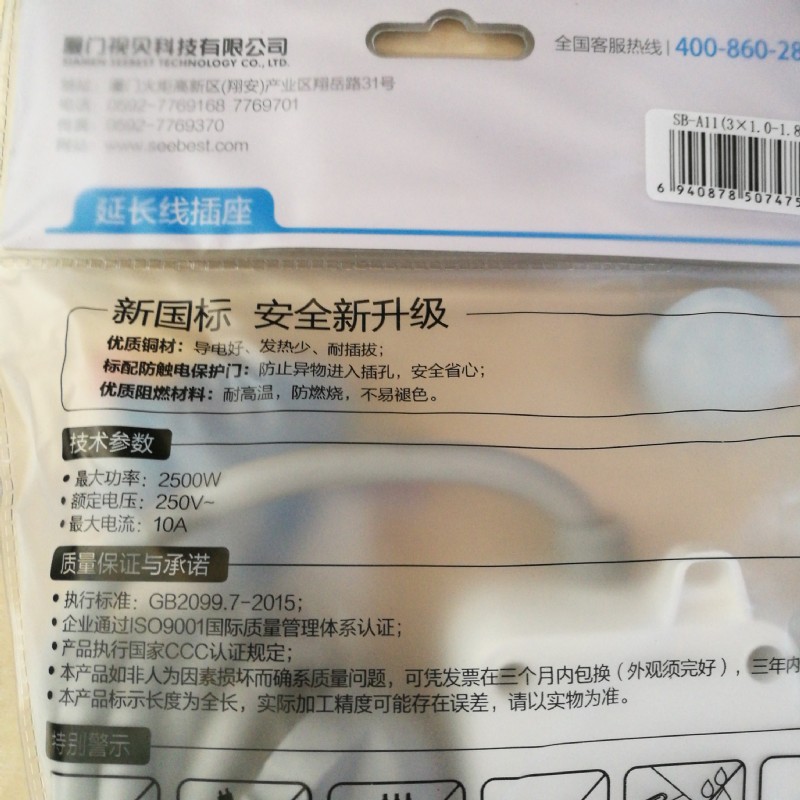 厦门视贝科技有限公司
XIAMEN SEEBEST TECHNOLOGY CO., LTD.
全国客服热线 | 400-860-28
地址：厦门火炬高新区(翔安)产业区翔岳路31号
电话：0592-7769168 7769701
传真：0592-7769370
网址：www.seebest.com
SB-A11(3×1.0-1.8
6 940878 507475
延长线插座
新国标 安全新升级
优质铜材：导电好、发热少、耐插拔；
标配防触电保护门：防止异物进入插孔，安全省心；
优质阻燃材料：耐高温，防燃烧，不易褪色。
技术参数
•最大功率：2500W
•额定电压：250V~
•最大电流：10A
质量保证与承诺
•执行标准：GB2099.7-2015；
•企业通过ISO9001国际质量管理体系认证；
•产品执行国家CCC认证规定；
•本产品如非人为因素损坏而确系质量问题，可凭发票在三个月内包换（外观须完好），三年内
•本产品标示长度为全长，实际加工精度可能存在误差，请以实物为准。
特别警示